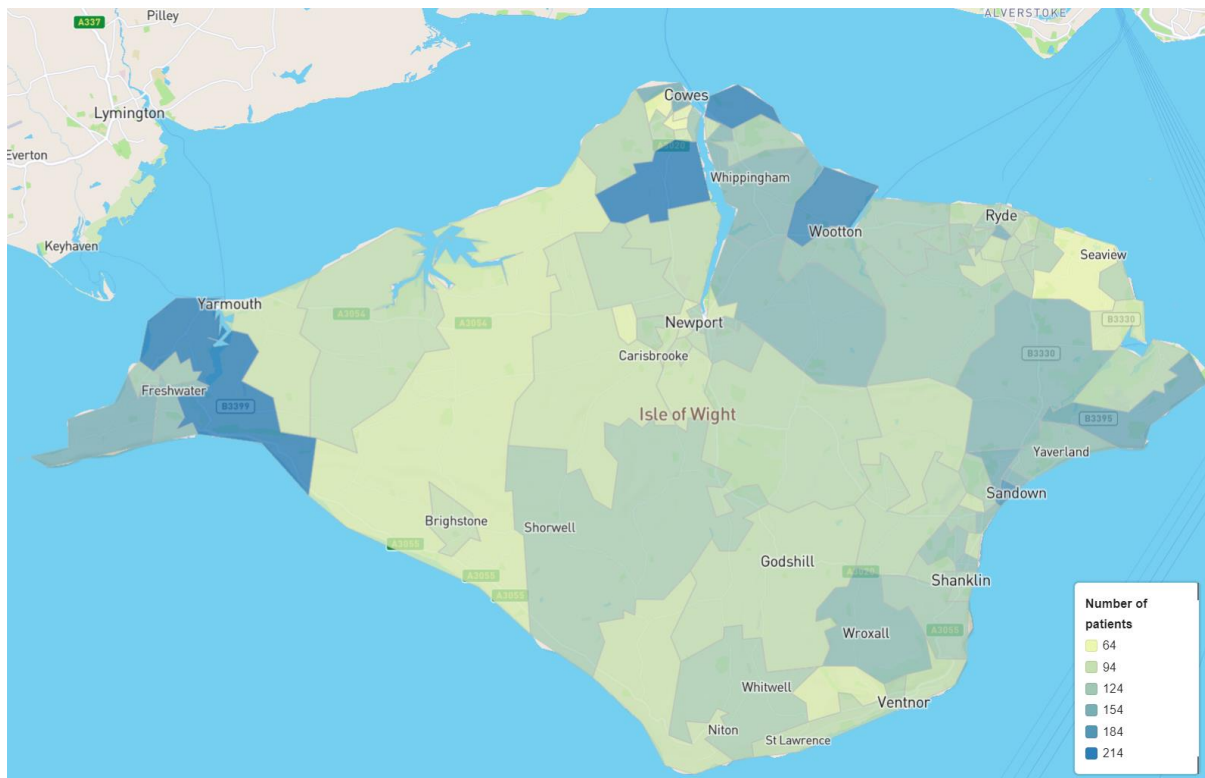 A337
Pilley
ALVERSTOKE
Lymington
Everton
Cowes
Whippingham
Wootton
Ryde
Keyhaven
Seaview
Yarmouth
A3054
A3054
Newport
B3330
Carisbrooke
B3330
Freshwater
B3399
Isle of Wight
B3395
Yaverland
Sandown
Brighstone
Shorwell
A3055
Godshill
A3055
Shanklin
A3055
Wroxall
A3055
Whitwell
Ventnor
Niton
St Lawrence
Number of
patients
64
94
124
154
184
214